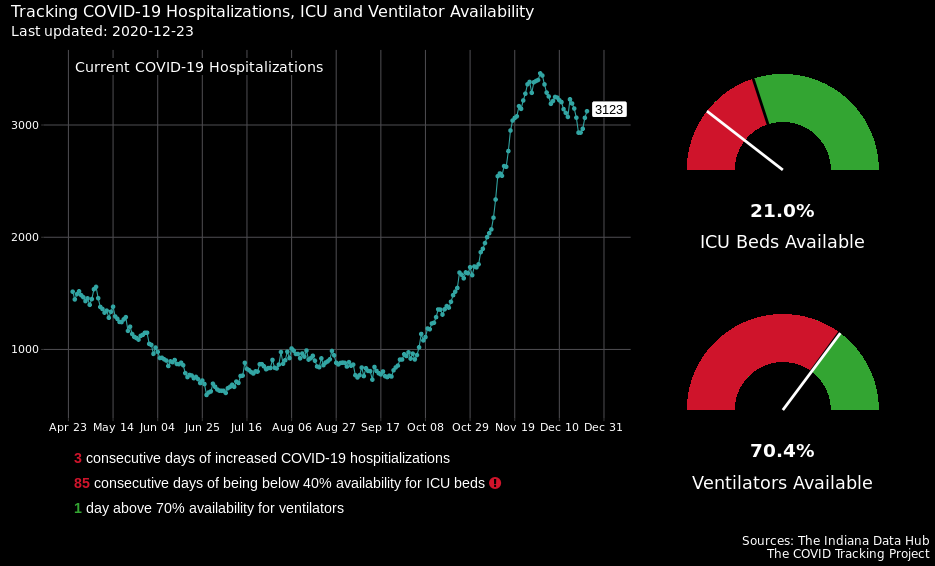 Tracking COVID-19 Hospitalizations, ICU and Ventilator Availability
Last updated: 2020-12-23
Current COVID-19 Hospitalizations
3000
2000
1000
3123
Apr 23 May 14 Jun 04 Jun 25 Jul 16 Aug 06 Aug 27 Sep 17 Oct 08 Oct 29 Nov 19 Dec 10 Dec 31
21.0%
ICU Beds Available
70.4%
Ventilators Available
3 consecutive days of increased COVID-19 hospitializations
85 consecutive days of being below 40% availability for ICU beds
1 day above 70% availability for ventilators
Sources: The Indiana Data Hub
The COVID Tracking Project